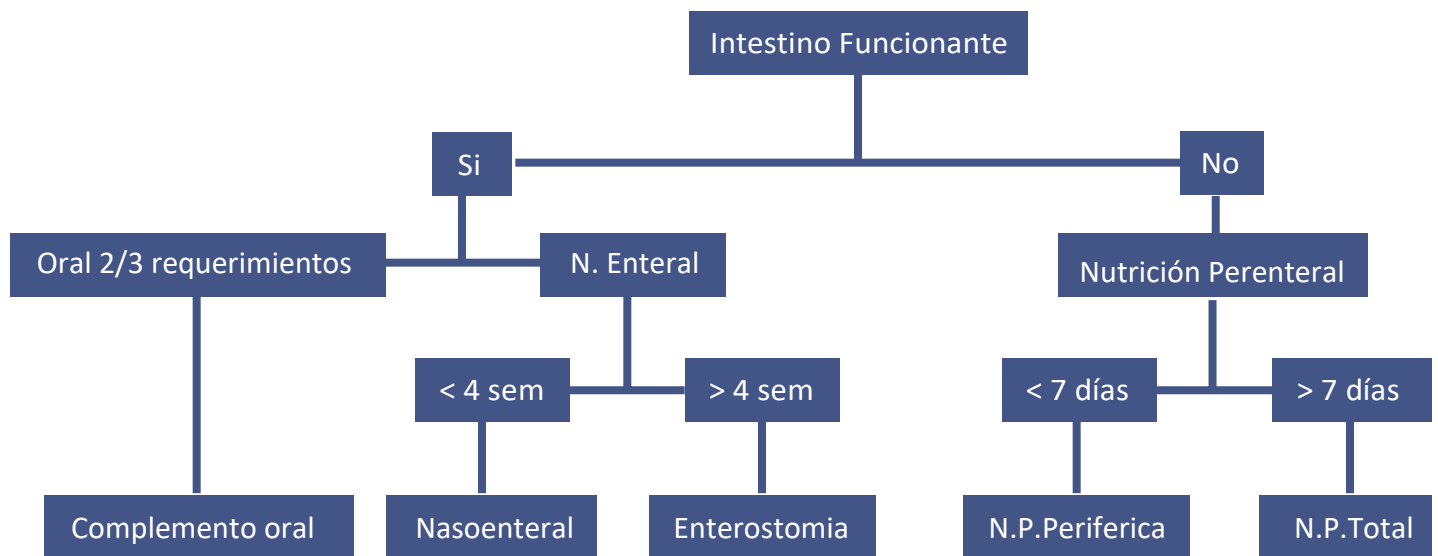 Intestino Funcionante
Si
No
Oral 2/3 requerimientos
N. Enteral
Nutrición Perenteral
< 4 sem
> 4 sem
< 7 días
> 7 días
Complemento oral
Nasoenteral
Enterostomia
N.P.Periferica
N.P.Total